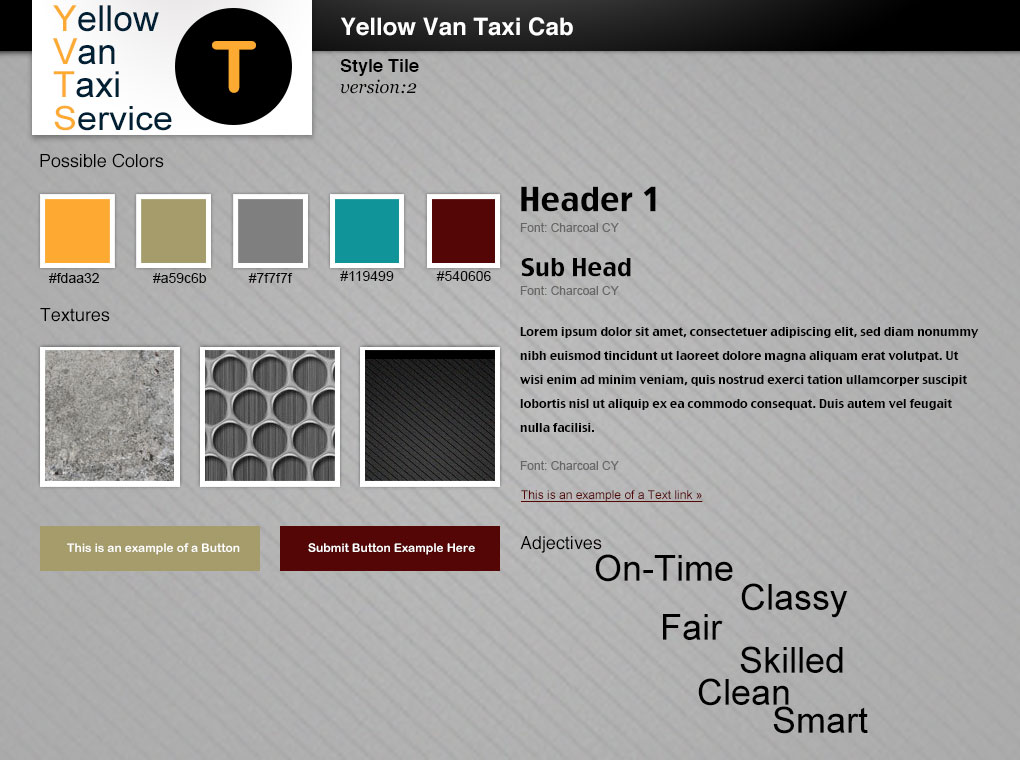 Yellow
Van
Taxi
Service
T
Yellow Van Taxi Cab
Style Tile
version:2
Possible Colors
#fdaa32
#a59c6b
#7f7f7f
#119499
#540606
Textures
This is an example of a Button
Submit Button Example Here
Header 1
Font: Charcoal CY
Sub Head
Font: Charcoal CY
Lorem ipsum dolor sit amet, consectetuer adipiscing elit, sed diam nonummy
nibh euismod tincidunt ut laoreet dolore magna aliquam erat volutpat. Ut
wisi enim ad minim veniam, quis nostrud exerci tation ullamcorper suscipit
lobortis nisl ut aliquip ex ea commodo consequat. Duis autem vel feugait
nulla facilisi.
Font: Charcoal CY
This is an example of a Text link »
Adjectives
On-Time
Classy
Fair
Skilled
Clean
Smart